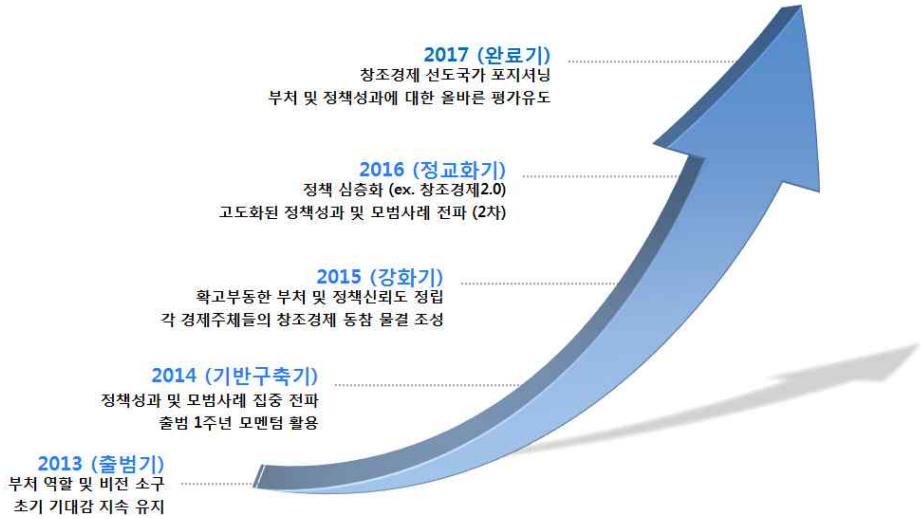 2017 (완료기)
창조경제 선도국가 포지셔닝
부처 및 정책성과에 대한 올바른 평가유도
2016 (정교화기)
정책 심층화 (ex. 창조경제2.0)
고도화된 정책성과 및 모범사례 전파 (2차)
2015 (강화기)
확고부동한 부처 및 정책신뢰도 정립
각 경제주체들의 창조경제 동참 물결 조성
2014 (기반구축기)
정책성과 및 모범사례 집중 전파
출범 1주년 모멘텀 활용
2013 (출범기)
부처 역할 및 비전 소구
초기 기대감 지속 유지